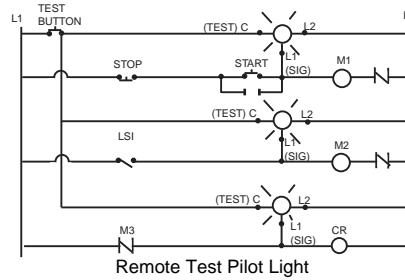 L1 TEST BUTTON (TEST) C L2 L
L1
STOP START (SIG) M1
(TEST) C L2
LSI L1
(SIG) M2
(TEST) C L2
M3 L1
(SIG) CR
Remote Test Pilot Light